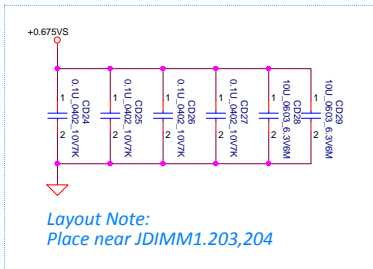 +0.675VS
1
2
CD24
0.1U_0402_10V7K
1
2
CD25
0.1U_0402_10V7K
1
2
CD26
0.1U_0402_10V7K
1
2
CD27
0.1U_0402_10V7K
1
2
CD28
10U_0603_6.3V6M
1
2
CD29
10U_0603_6.3V6M
Layout Note:
Place near JDIMM1.203,204